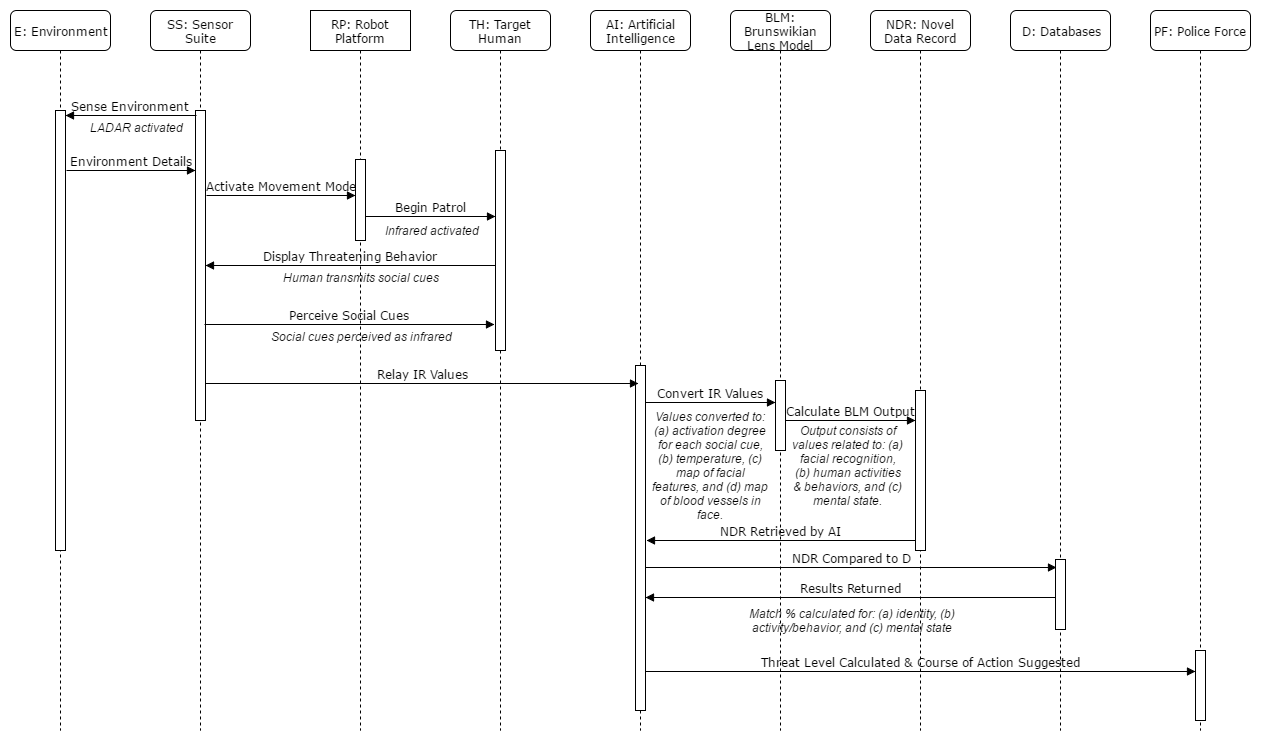 E: Environment
SS: Sensor
Suite
RP: Robot
Platform
TH: Target
Human
AI: Artificial
Intelligence
BLM:
Brunswikian
Lens Model
NDR: Novel
Data Record
D: Databases
PF: Police Force
Sense Environment
LADAR activated
Environment Details
Activate Movement Mode
Begin Patrol
Infrared activated
Display Threatening Behavior
Human transmits social cues
Perceive Social Cues
Social cues perceived as infrared
Relay IR Values
Convert IR Values
Values converted to:
(a) activation degree
for each social cue,
(b) temperature, (c)
map of facial
features, and (d) map
of blood vessels in
face.
Calculate BLM Output
Output consists of
values related to: (a)
facial recognition,
(b) human activities
& behaviors, and (c)
mental state.
NDR Retrieved by AI
NDR Compared to D
Results Returned
Match % calculated for: (a) identity, (b)
activity/behavior, and (c) mental state
Threat Level Calculated & Course of Action Suggested